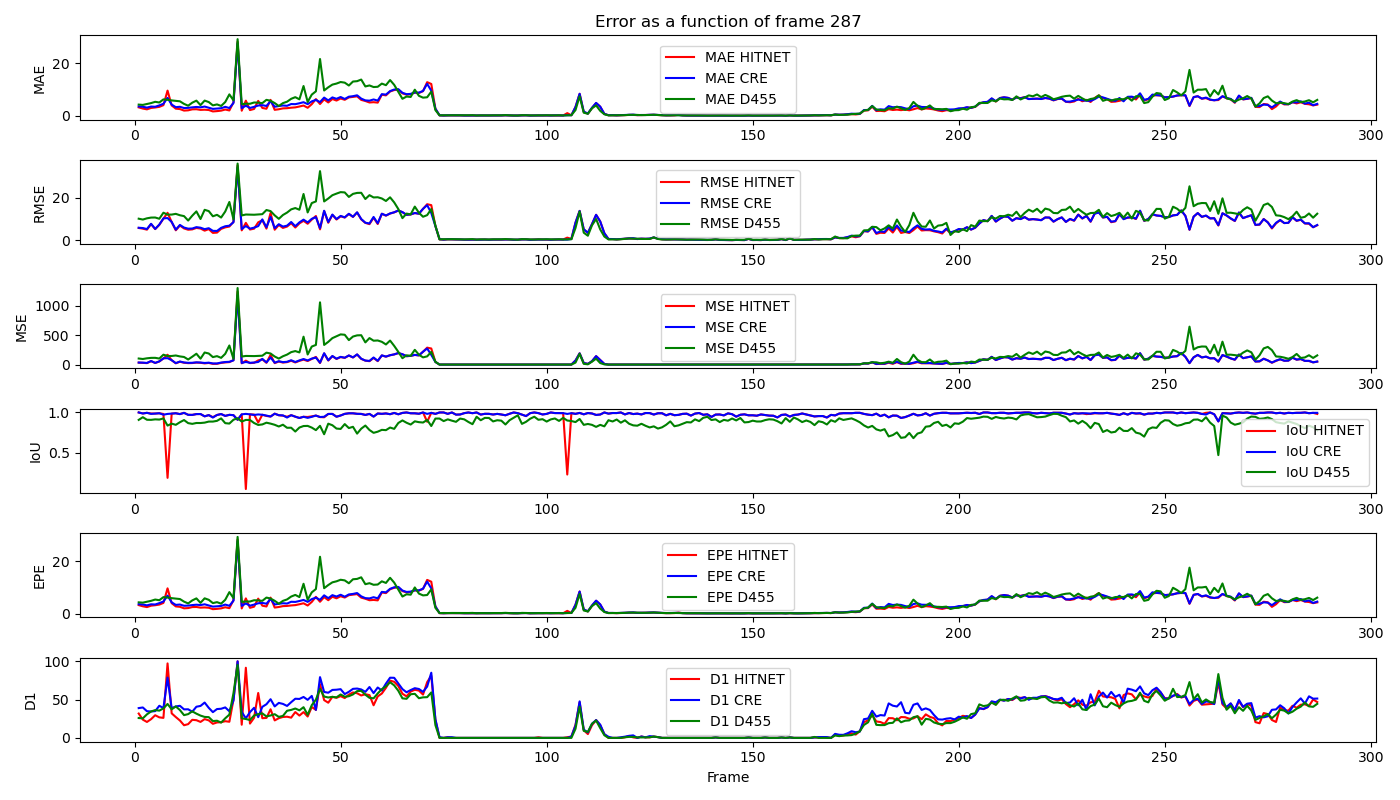 Error as a function of frame 287
MAE
20
0
MAE HITNET
MAE CRE
MAE D455
0 50 100 150 200 250 300
RMSE
20
0
RMSE HITNET
RMSE CRE
RMSE D455
0 50 100 150 200 250 300
MSE
1000
500
0
MSE HITNET
MSE CRE
MSE D455
0 50 100 150 200 250 300
IoU
1.0
0.5
IoU HITNET
IoU CRE
IoU D455
0 50 100 150 200 250 300
EPE
20
0
EPE HITNET
EPE CRE
EPE D455
0 50 100 150 200 250 300
D1
100
50
0
D1 HITNET
D1 CRE
D1 D455
0 50 100 150 200 250 300
Frame